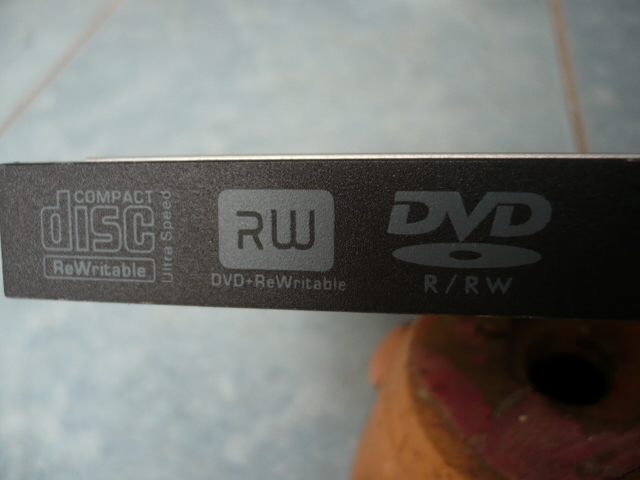 COMPACT
disc
ReWritable
Ultra Speed
RW
DVD+ReWritable
DVD
R/RW